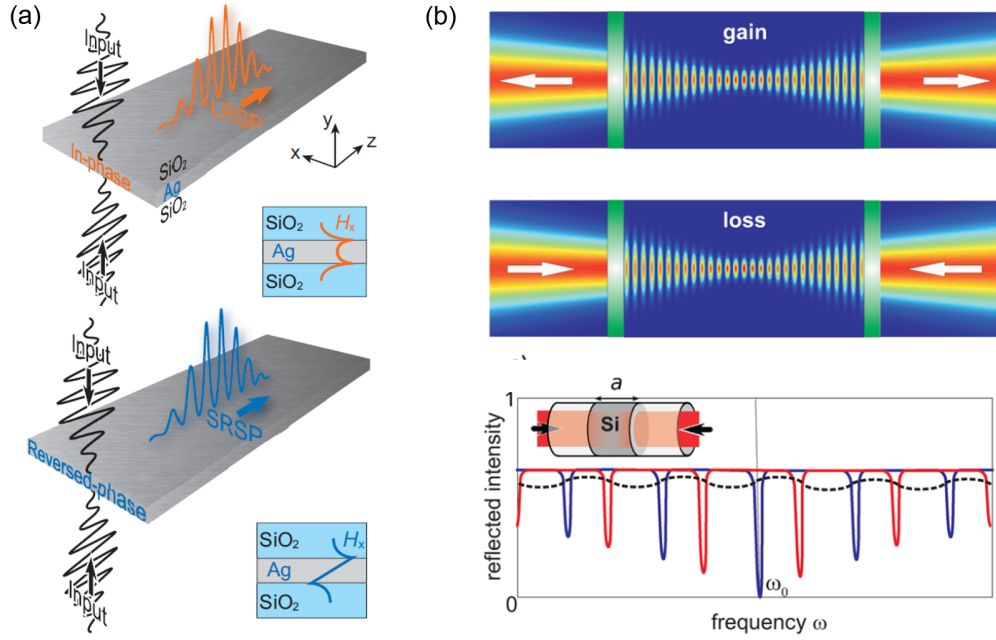 (a)
Input
LRSP
In-phase
SiO₂
Ag
SiO₂
Input
y
x
z
SiO₂
Hₓ
Ag
SiO₂
Input
SRSP
Reversed-phase
Input
SiO₂
Hₓ
Ag
SiO₂
(b)
gain
loss
1
a
Si
reflected intensity
ω₀
0
frequency ω